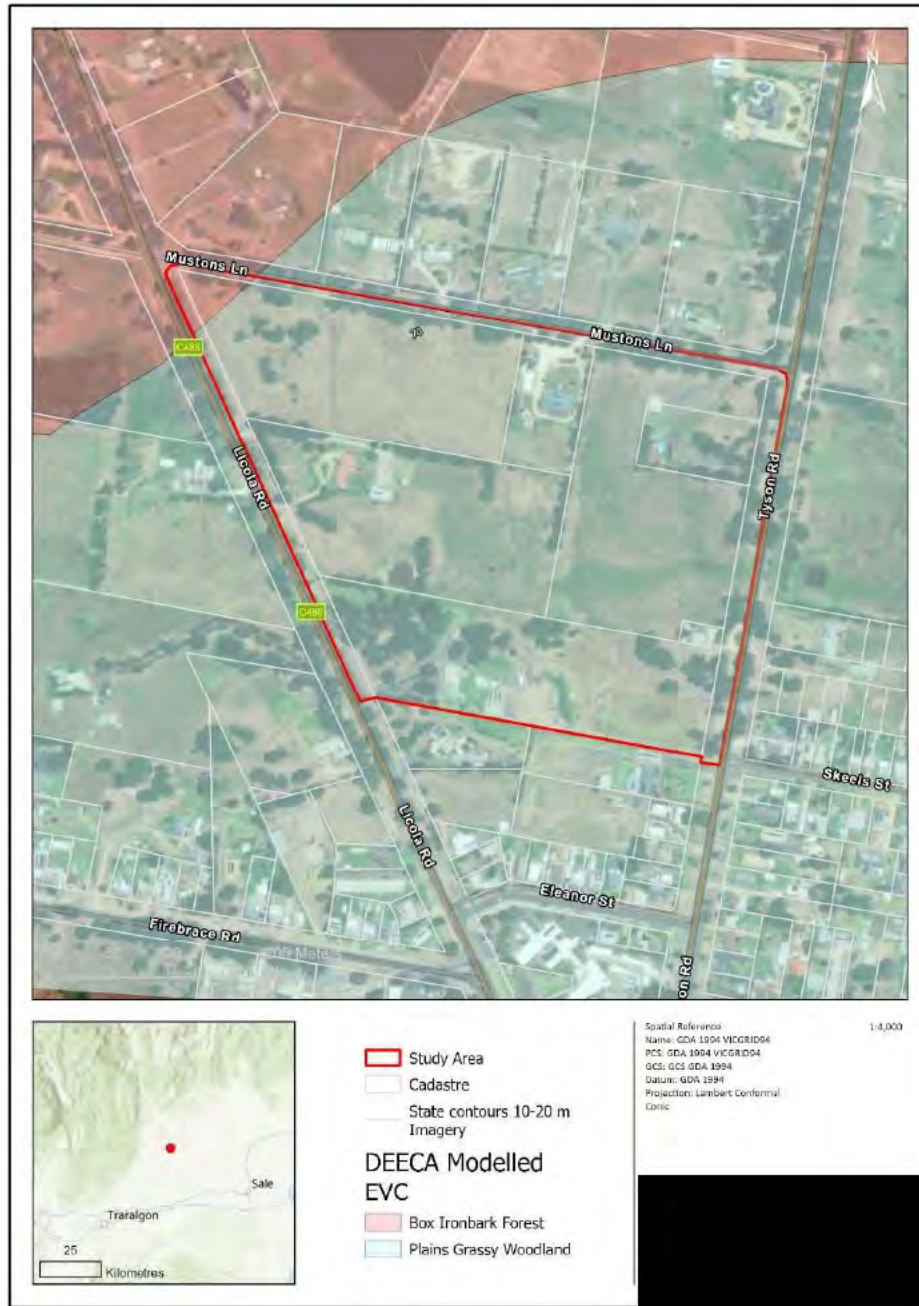 N
Mustons Ln
Mustons Ln
C486
Licola Rd
Tyson Rd
C486
Skeels St
Licola Rd
Eleanor St
Firebrace Rd
on Rd
Sale
Traralgon
25
Kilometres
Study Area
Cadastre
State contours 10-20 m
Imagery
DEECA Modelled
EVC
Box Ironbark Forest
Plains Grassy Woodland
Spatial Reference
Name: GDA 1994 VICGRID94
PCS: GDA 1994 VICGRID94
GCS: GCS GDA 1994
Datum: GDA 1994
Projection: Lambert Conformal
Conic
1:4,000